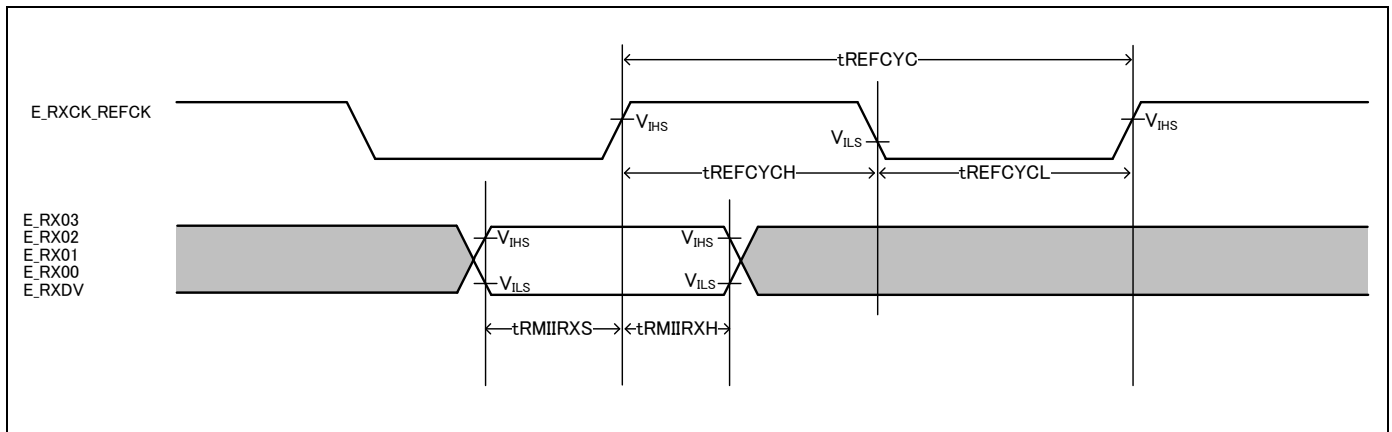 tREFCYC
E_RXCK_REFCK
VIHS
VILS
VIHS
tREFCYCH
tREFCYCL
E_RX03
E_RX02
E_RX01
E_RX00
E_RXDV
VIHS
VIHS
VILS
VILS
tRMIIRXS
tRMIIRXH